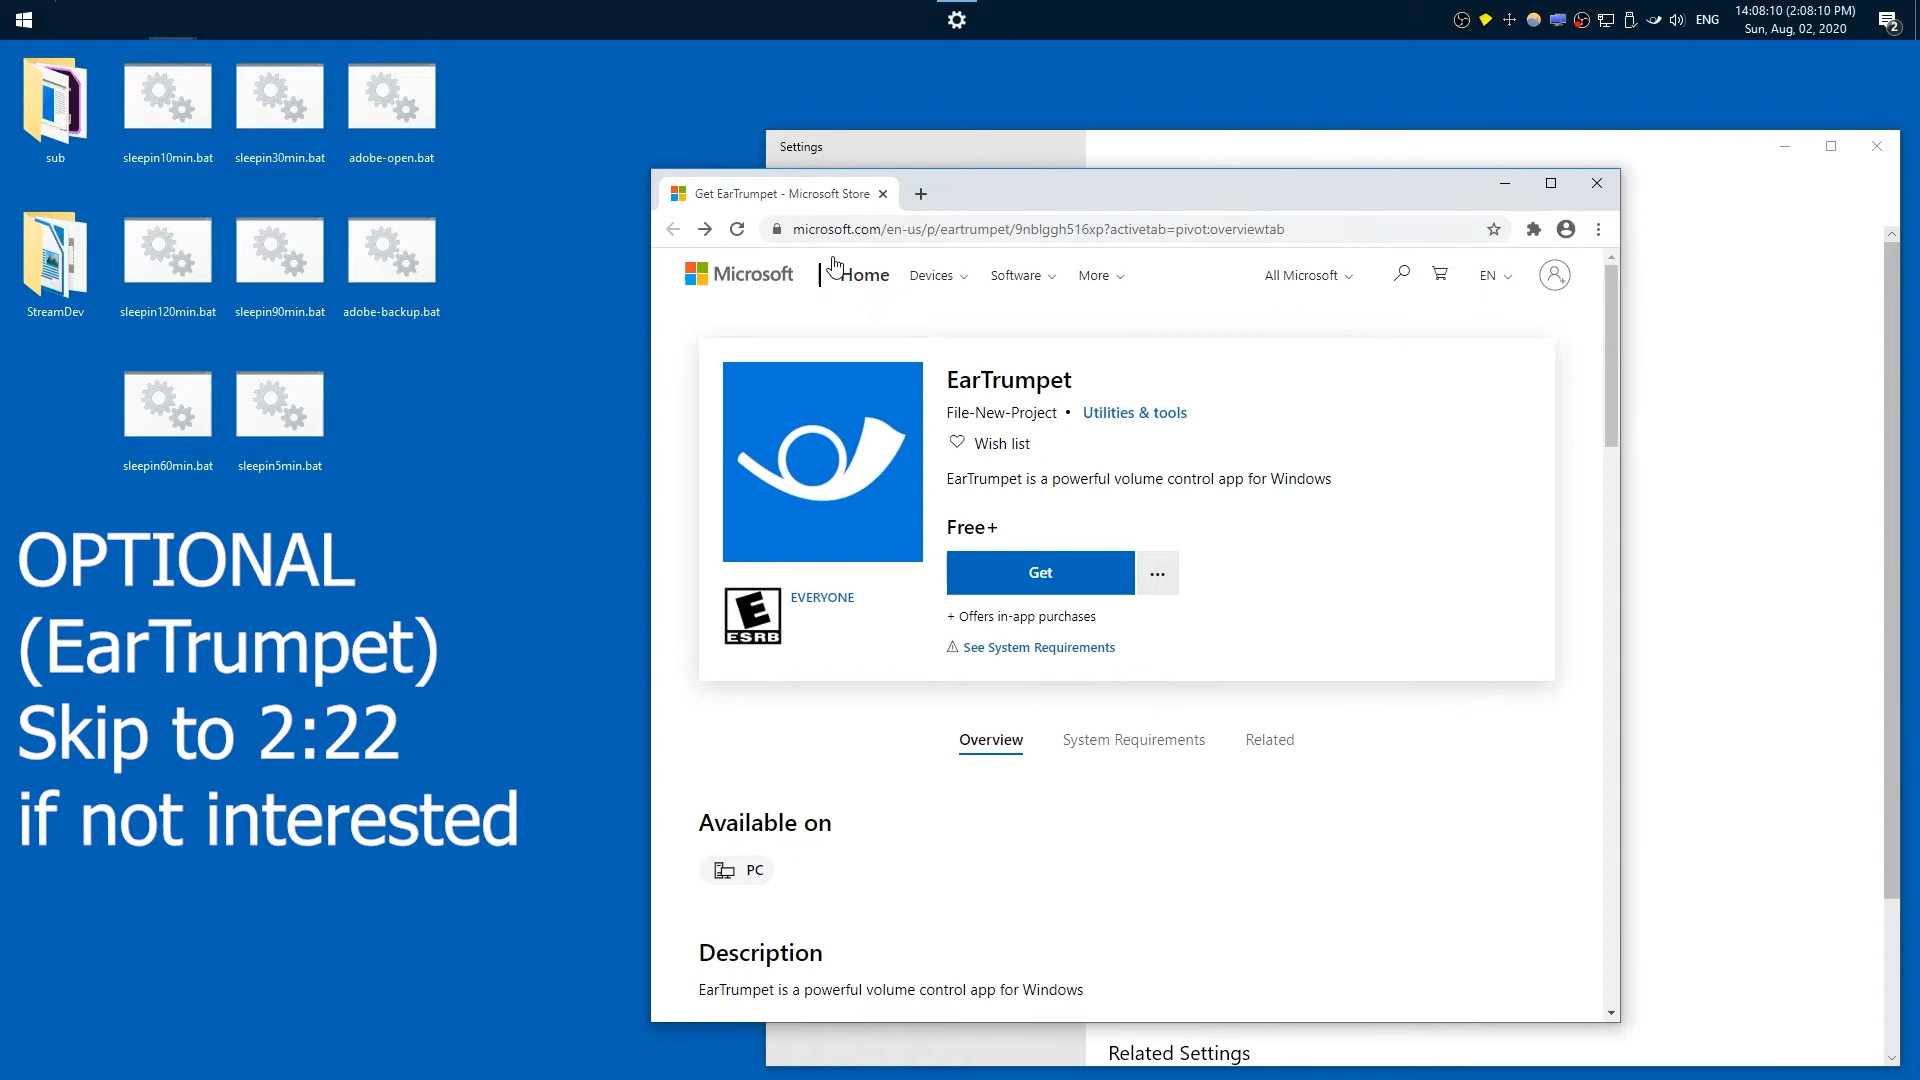 ENG
14:08:10 (2:08:10 PM)
Sun, Aug, 02, 2020
2
sub
sleepin10min.bat
sleepin30min.bat
adobe-open.bat
StreamDev
sleepin120min.bat
sleepin90min.bat
adobe-backup.bat
sleepin60min.bat
sleepin5min.bat
OPTIONAL
(EarTrumpet)
Skip to 2:22
if not interested
Settings
Get EarTrumpet - Microsoft Store
microsoft.com/en-us/p/eartrumpet/9nblggh516xp?activetab=pivot:overviewtab
Microsoft
Home
Devices
Software
More
All Microsoft
EN
EarTrumpet
File-New-Project • Utilities & tools
Wish list
EarTrumpet is a powerful volume control app for Windows
Free+
Get
...
E
ESRB
EVERYONE
+ Offers in-app purchases
See System Requirements
Overview
System Requirements
Related
Available on
PC
Description
EarTrumpet is a powerful volume control app for Windows
Related Settings